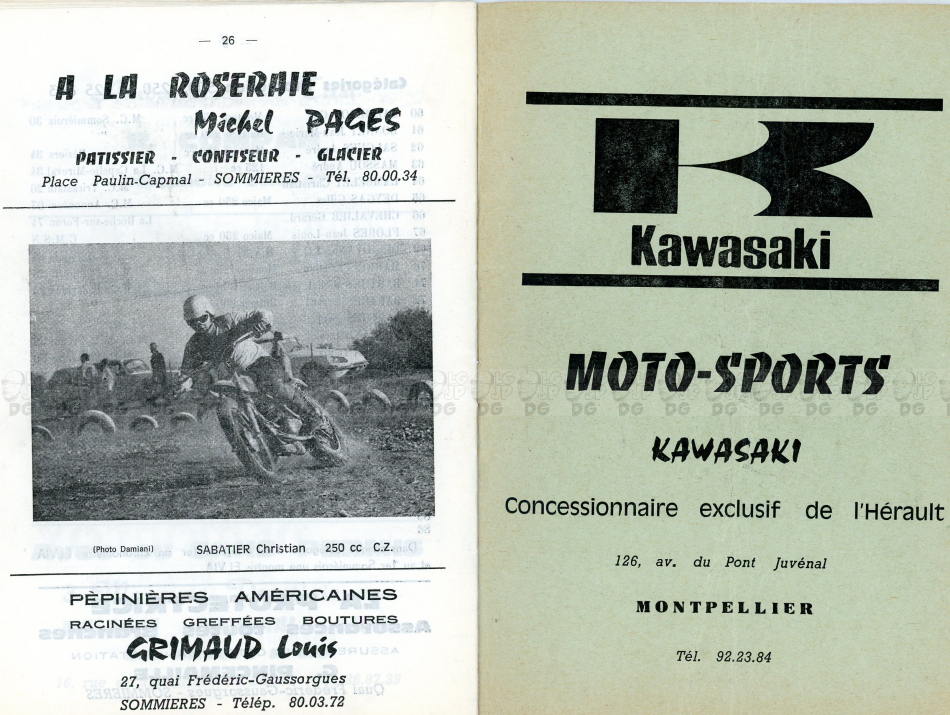 — 26 —
A LA ROSERAIE
Michel PAGES
PATISSIER - CONFISEUR - GLACIER
Place Paulin-Capmal - SOMMIERES - Tél. 80.00.34
(Photo Damiani) SABATIER Christian 250 cc C.Z.
PÈPINIÈRES AMÉRICAINES
RACINÉES GREFFÉES BOUTURES
GRIMAUD Louis
27, quai Frédéric-Gaussorgues
SOMMIERES - Télép. 80.03.72
Kawasaki
MOTO-SPORTS
KAWASAKI
Concessionnaire exclusif de l'Hérault
126, av. du Pont Juvénal
MONTPELLIER
Tél. 92.23.84